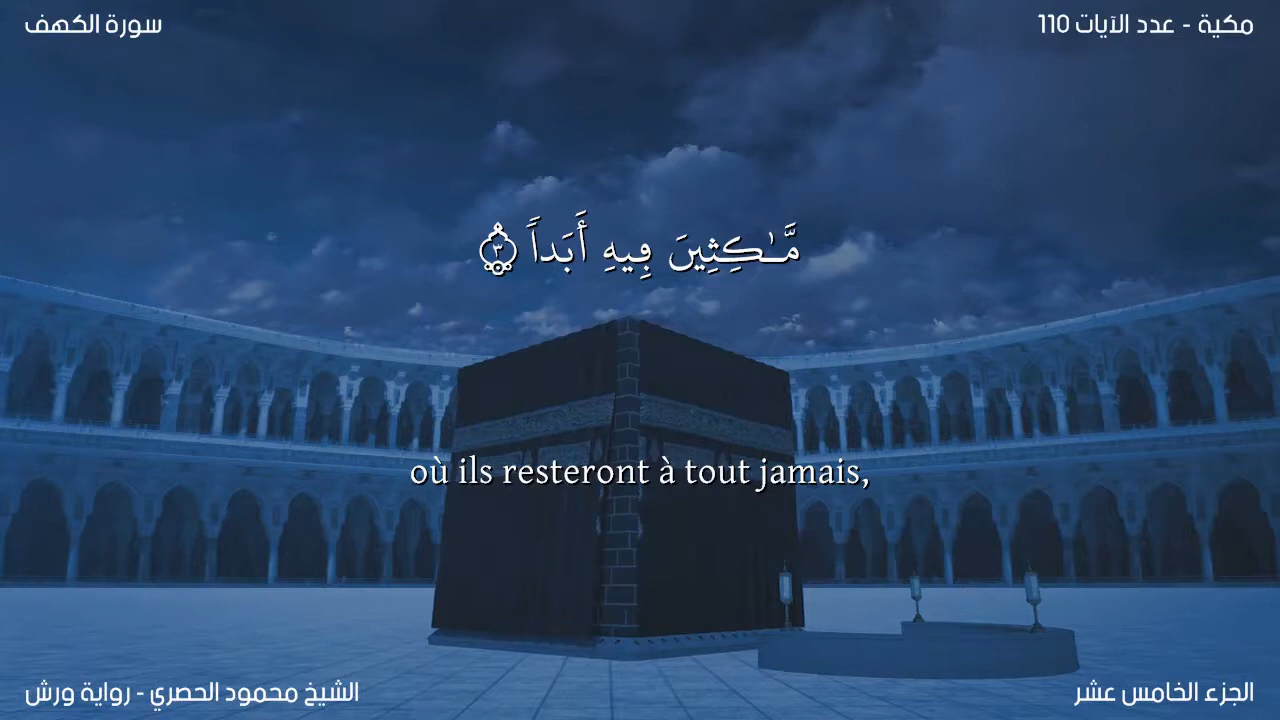 سورة الكهف
مكية - عدد الآيات 110
مَّـٰكِثِينَ فِيهِ أَبَداًۭ ٣
où ils resteront à tout jamais,
الشيخ محمود الحصري - رواية ورش
الجزء الخامس عشر